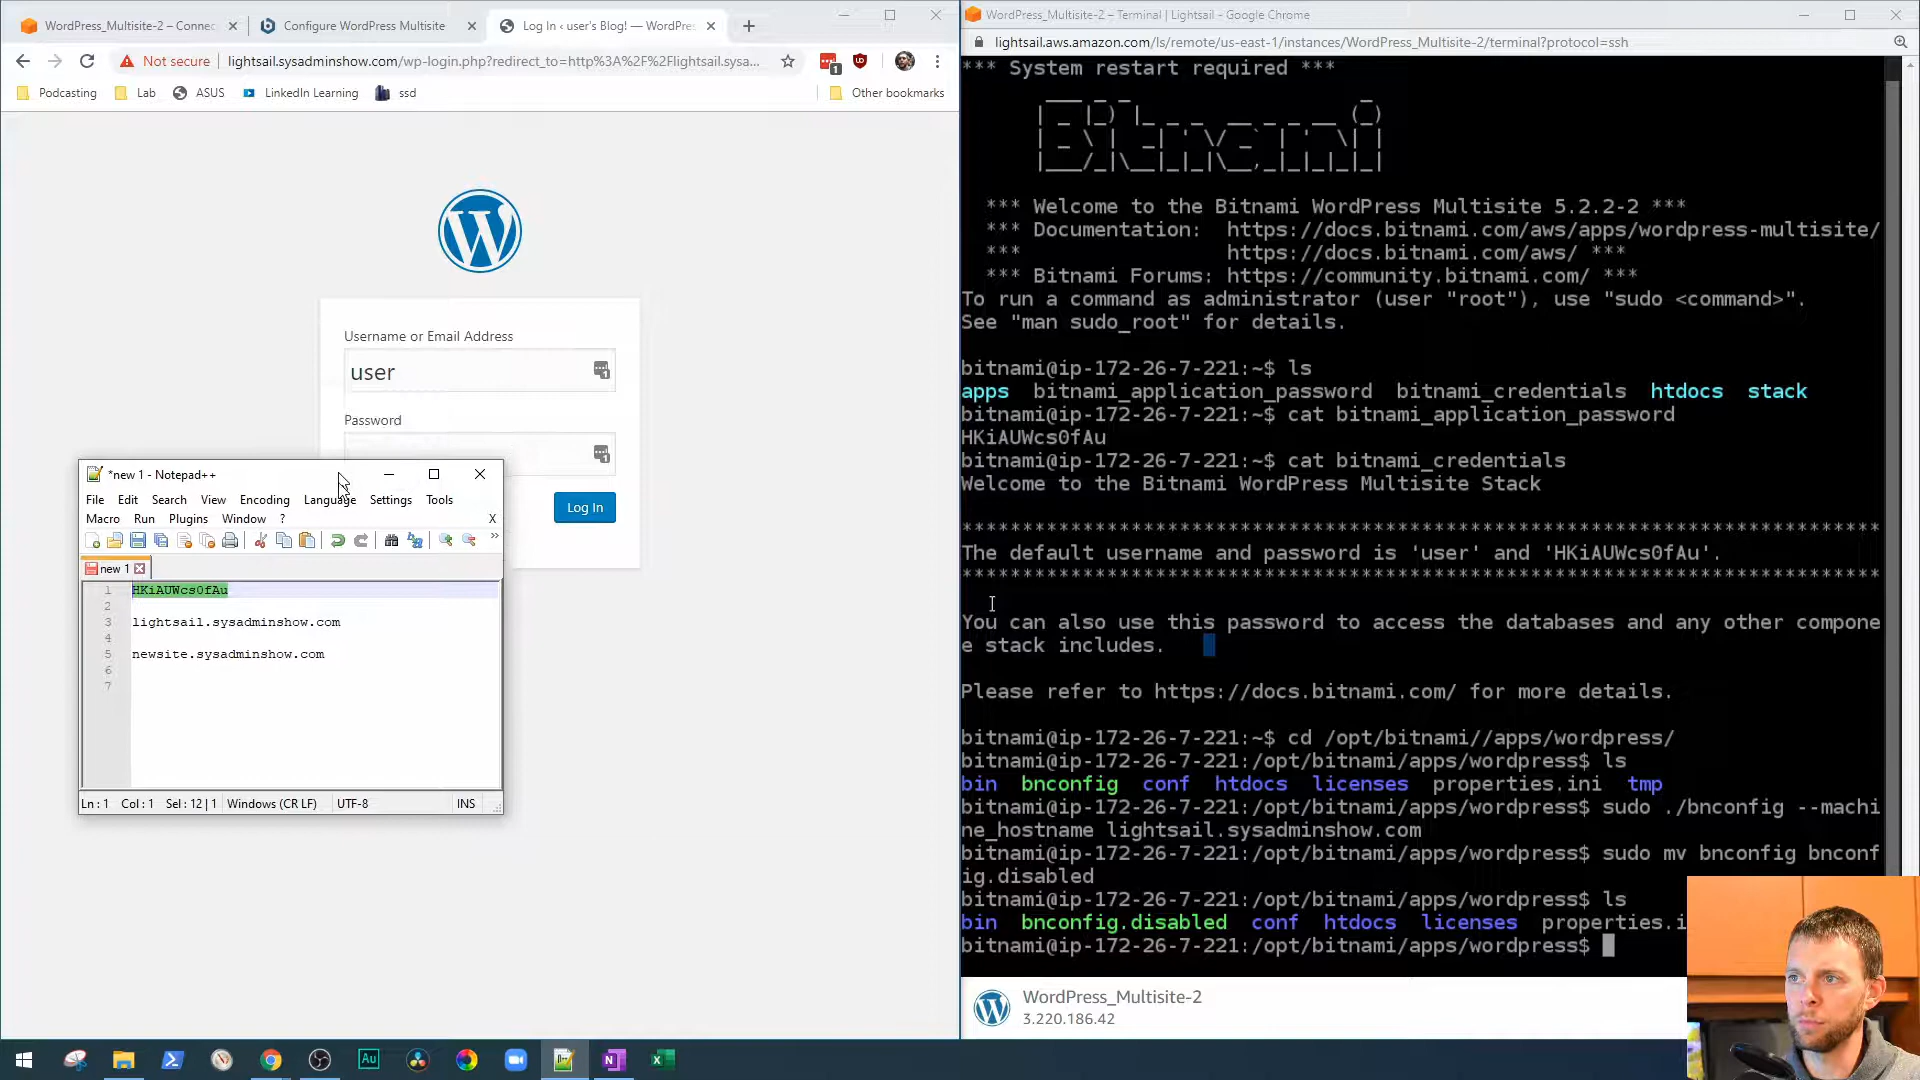 WordPress_Multisite-2 – Connec
Configure WordPress Multisite
Log In ‹ user's Blog! — WordPres
Not secure
lightsail.sysadminshow.com/wp-login.php?redirect_to=http%3A%2F%2Flightsail.sysa...
Podcasting
Lab
ASUS
LinkedIn Learning
ssd
Other bookmarks
Username or Email Address
user
Password
Log In
*new 1 - Notepad++
File Edit Search View Encoding Language Settings Tools
Macro Run Plugins Window ? X
new 1
1 HKiAUWcs0fAu
2
3 lightsail.sysadminshow.com
4
5 newsite.sysadminshow.com
6
7
Ln : 1 Col : 1 Sel : 12 | 1 Windows (CR LF) UTF-8 INS
WordPress_Multisite-2 – Terminal | Lightsail - Google Chrome
lightsail.aws.amazon.com/ls/remote/us-east-1/instances/WordPress_Multisite-2/terminal?protocol=ssh
*** System restart required ***
Bitnami
*** Welcome to the Bitnami WordPress Multisite 5.2.2-2 ***
*** Documentation: https://docs.bitnami.com/aws/apps/wordpress-multisite/
*** https://docs.bitnami.com/aws/ ***
*** Bitnami Forums: https://community.bitnami.com/ ***
To run a command as administrator (user "root"), use "sudo <command>".
See "man sudo_root" for details.
bitnami@ip-172-26-7-221:~$ ls
apps bitnami_application_password bitnami_credentials htdocs stack
bitnami@ip-172-26-7-221:~$ cat bitnami_application_password
HKiAUWcs0fAu
bitnami@ip-172-26-7-221:~$ cat bitnami_credentials
Welcome to the Bitnami WordPress Multisite Stack
****************************************************************************
The default username and password is 'user' and 'HKiAUWcs0fAu'.
****************************************************************************
You can also use this password to access the databases and any other compone
e stack includes.
Please refer to https://docs.bitnami.com/ for more details.
bitnami@ip-172-26-7-221:~$ cd /opt/bitnami//apps/wordpress/
bitnami@ip-172-26-7-221:/opt/bitnami/apps/wordpress$ ls
bin bnconfig conf htdocs licenses properties.ini tmp
bitnami@ip-172-26-7-221:/opt/bitnami/apps/wordpress$ sudo ./bnconfig --machi
ne_hostname lightsail.sysadminshow.com
bitnami@ip-172-26-7-221:/opt/bitnami/apps/wordpress$ sudo mv bnconfig bnconf
ig.disabled
bitnami@ip-172-26-7-221:/opt/bitnami/apps/wordpress$ ls
bin bnconfig.disabled conf htdocs licenses properties.i
bitnami@ip-172-26-7-221:/opt/bitnami/apps/wordpress$
WordPress_Multisite-2
3.220.186.42